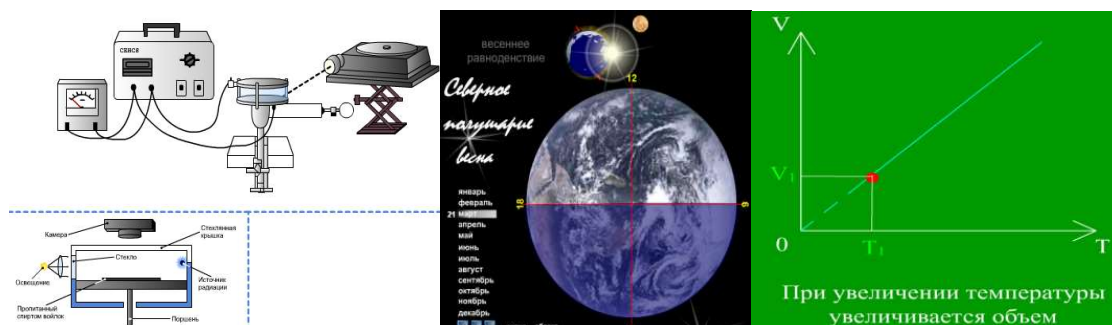 Камера
Стеклянная
крышка
Стекло
Освещение
Источник
радиации
Пропитанный
спиртом войлок
Поршень
весеннее
равноденствие
12
Северное
полушарие
весна
январь
февраль
21 март
апрель
май
июнь
июль
август
сентябрь
октябрь
ноябрь
декабрь
18
6
V
V₁
0
T₁
T
При увеличении температуры
увеличивается объем